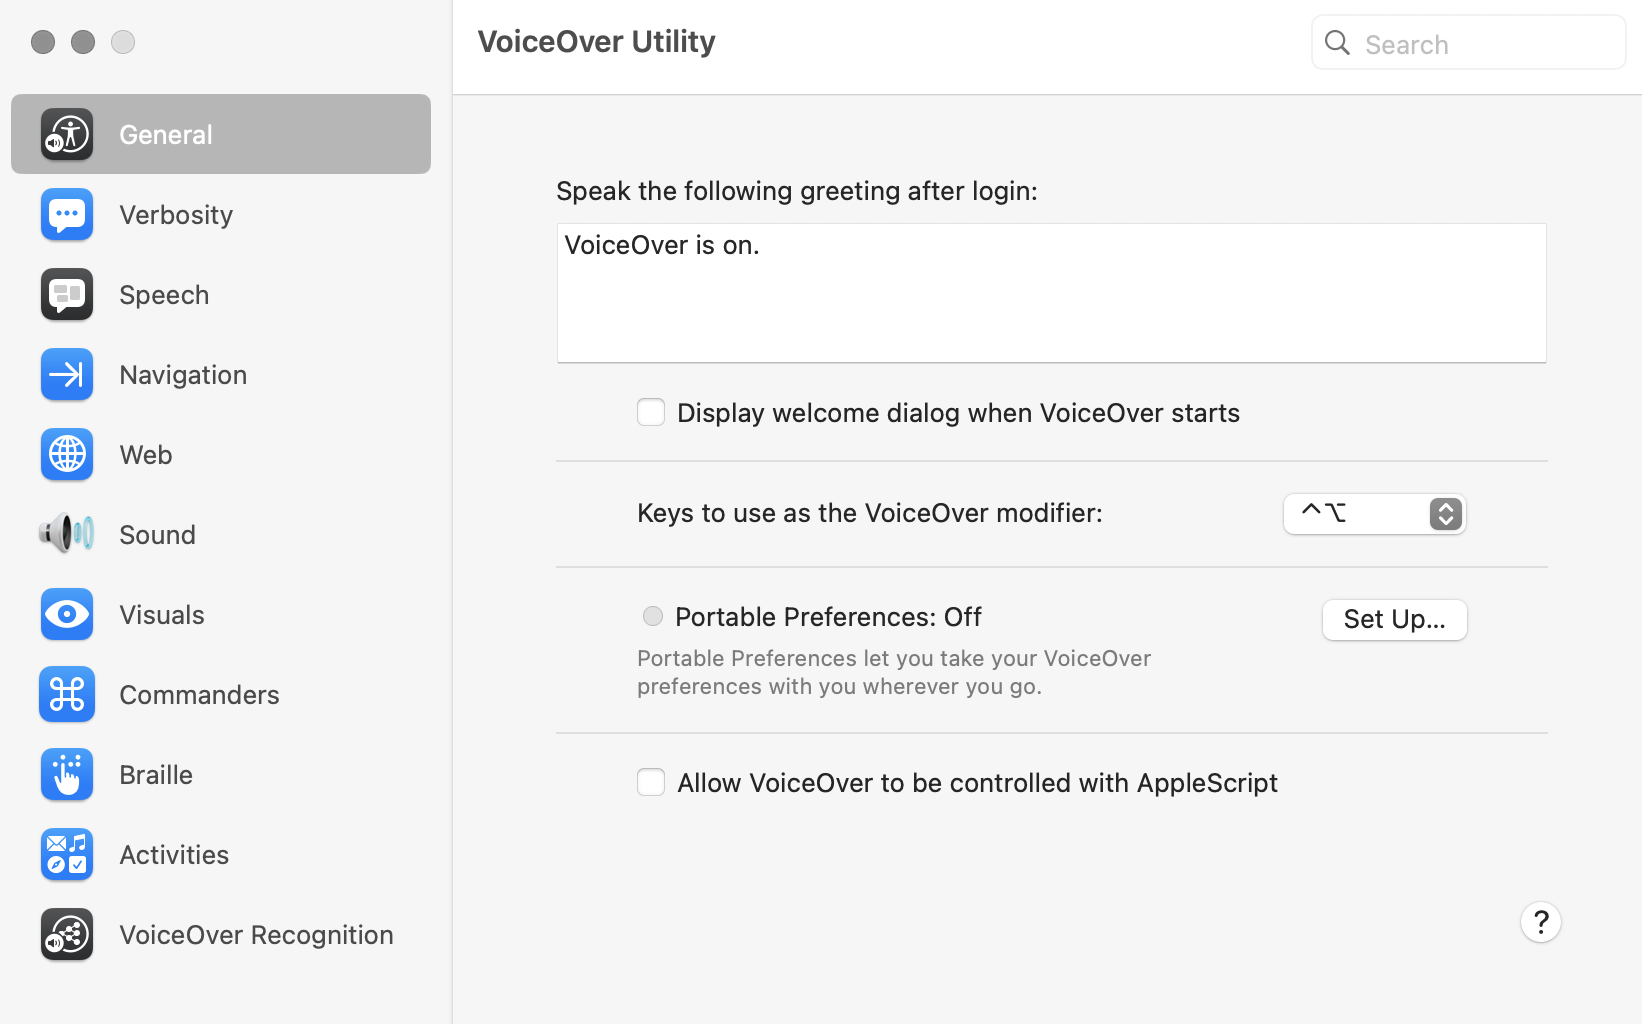 VoiceOver Utility
Search
General
Verbosity
Speech
Navigation
Web
Sound
Visuals
Commanders
Braille
Activities
VoiceOver Recognition
Speak the following greeting after login:
VoiceOver is on.
Display welcome dialog when VoiceOver starts
Keys to use as the VoiceOver modifier:
⌃⌥
Portable Preferences: Off
Set Up...
Portable Preferences let you take your VoiceOver
preferences with you wherever you go.
Allow VoiceOver to be controlled with AppleScript
?